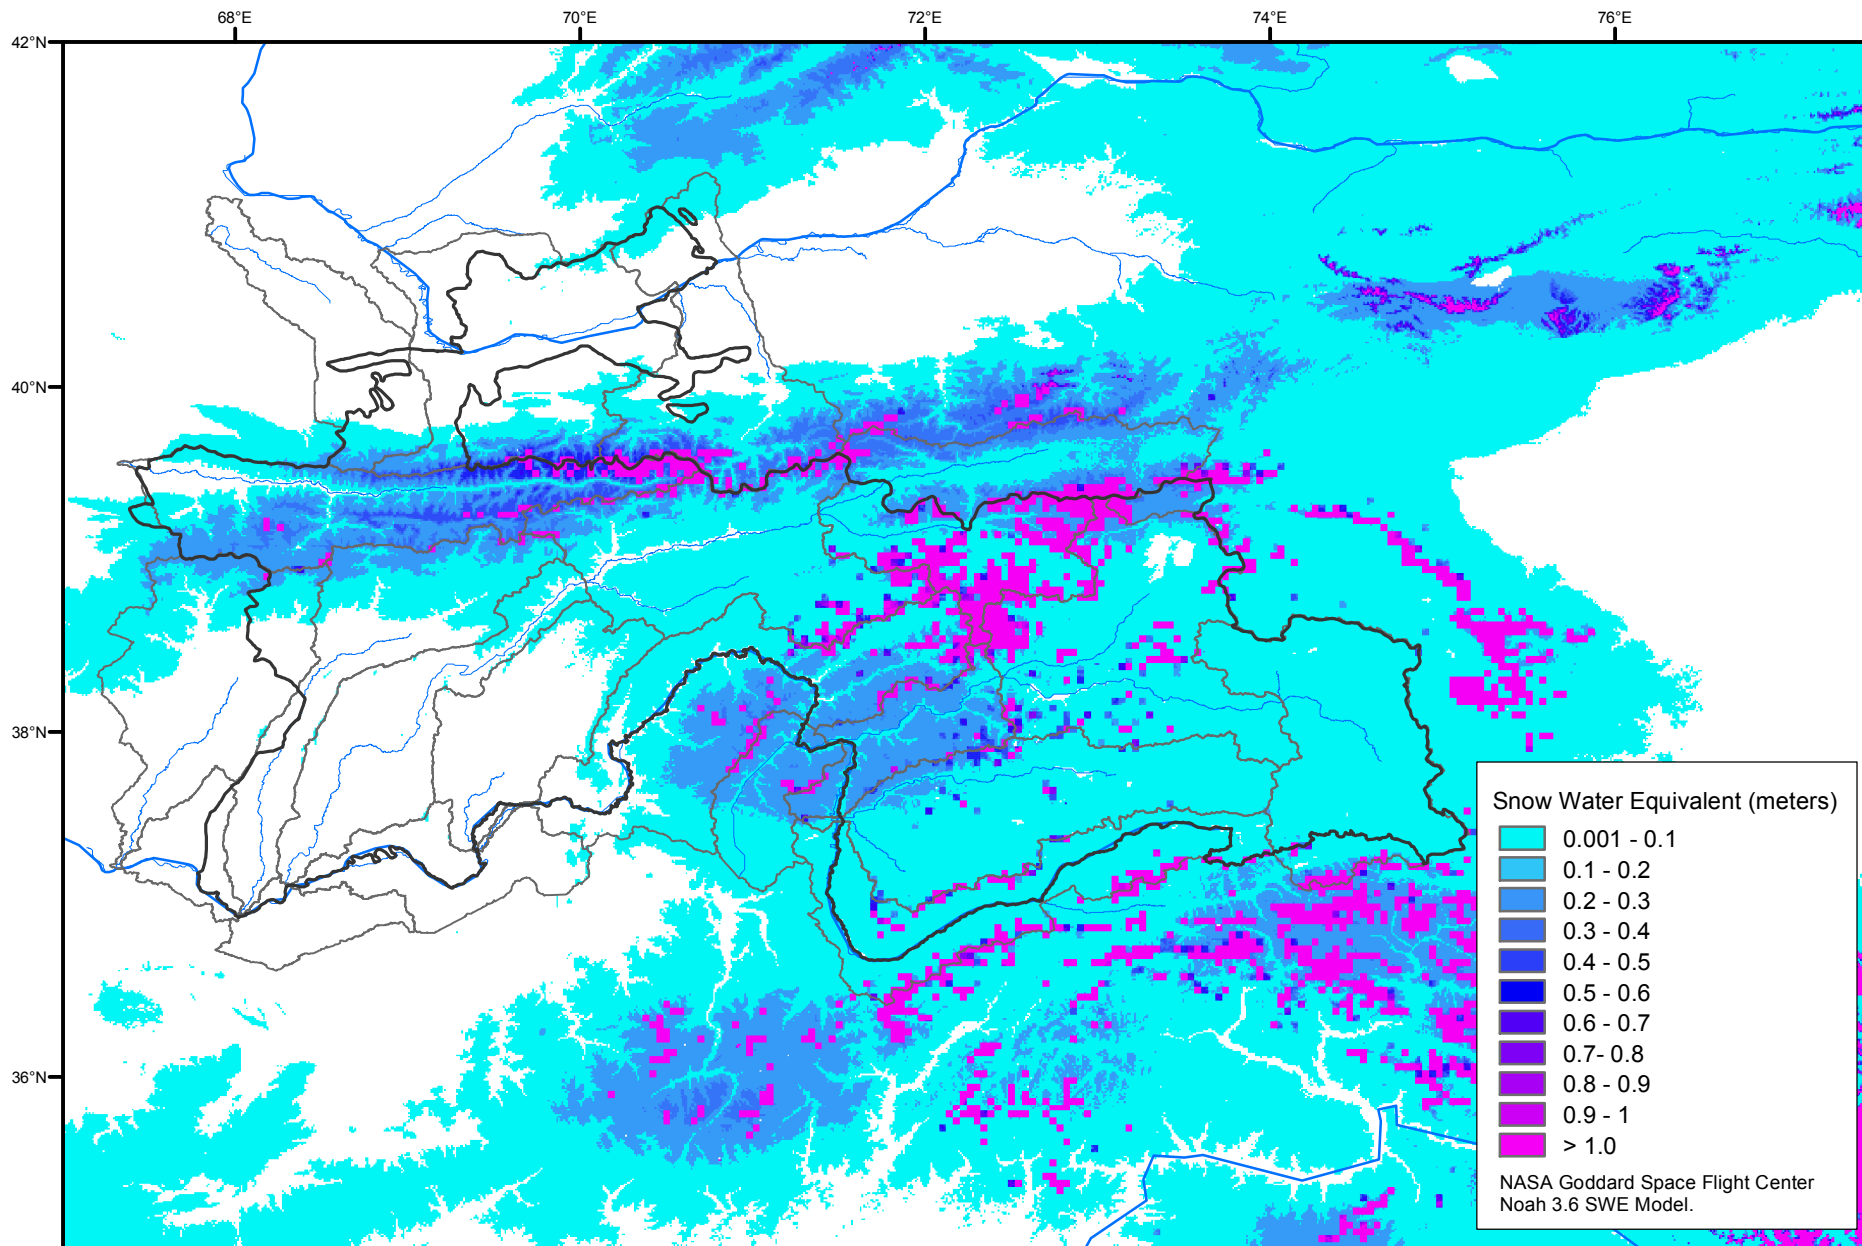 68°E 70°E 72°E 74°E 76°E
42°N
40°N
38°N
36°N
Snow Water Equivalent (meters)
0.001 - 0.1
0.1 - 0.2
0.2 - 0.3
0.3 - 0.4
0.4 - 0.5
0.5 - 0.6
0.6 - 0.7
0.7- 0.8
0.8 - 0.9
0.9 - 1
> 1.0
NASA Goddard Space Flight Center
Noah 3.6 SWE Model.